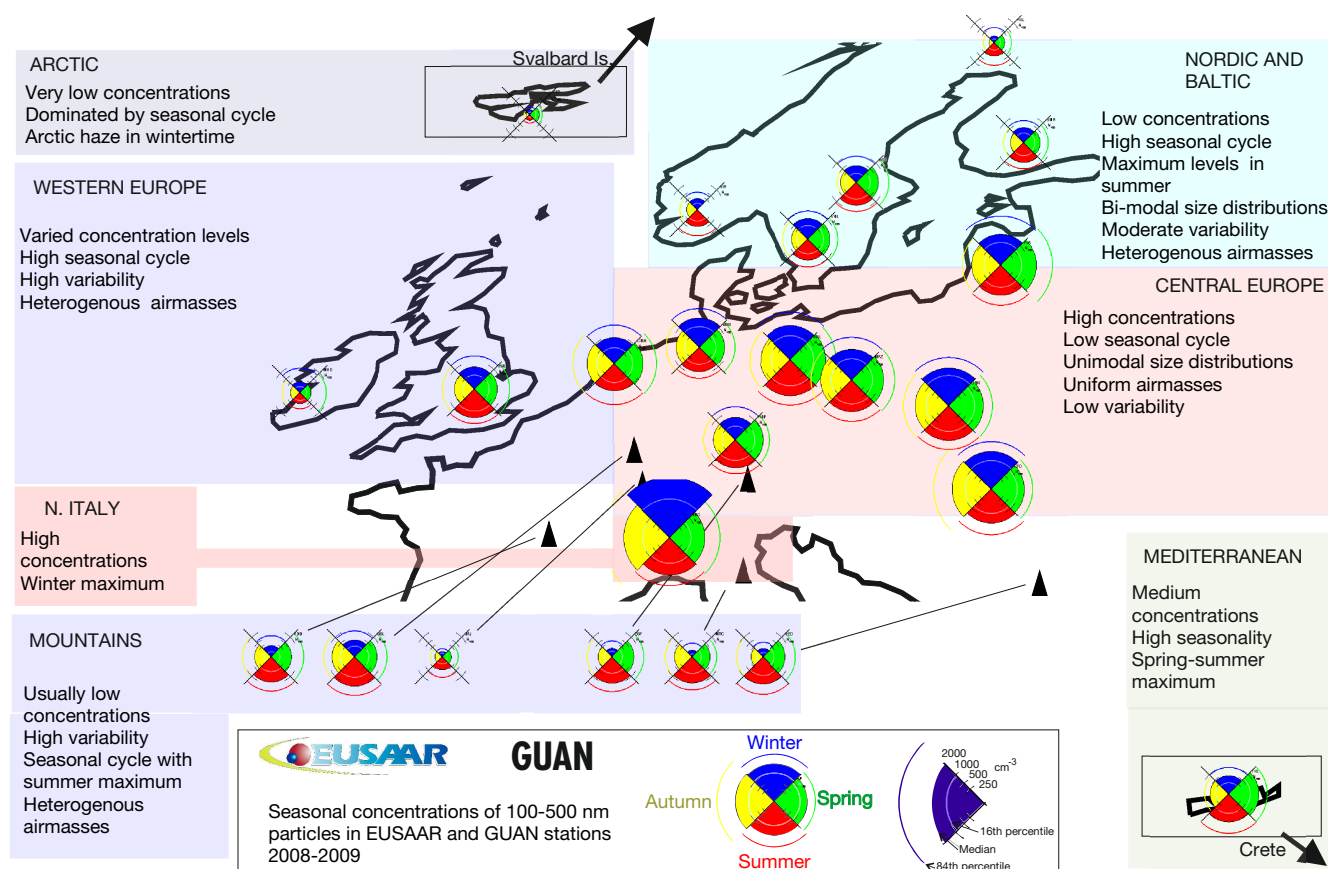 ARCTIC
Very low concentrations
Dominated by seasonal cycle
Arctic haze in wintertime
Svalbard Is.
NORDIC AND
BALTIC
Low concentrations
High seasonal cycle
Maximum levels in
summer
Bi-modal size distributions
Moderate variability
Heterogenous airmasses
WESTERN EUROPE
Varied concentration levels
High seasonal cycle
High variability
Heterogenous airmasses
CENTRAL EUROPE
High concentrations
Low seasonal cycle
Unimodal size distributions
Uniform airmasses
Low variability
N. ITALY
High
concentrations
Winter maximum
MEDITERRANEAN
Medium
concentrations
High seasonality
Spring-summer
maximum
Crete
MOUNTAINS
Usually low
concentrations
High variability
Seasonal cycle with
summer maximum
Heterogenous
airmasses
EUSAAR
GUAN
Seasonal concentrations of 100-500 nm
particles in EUSAAR and GUAN stations
2008-2009
Winter
Autumn
Spring
Summer
2000
1000
500
250
cm-3
16th percentile
Median
84th percentile